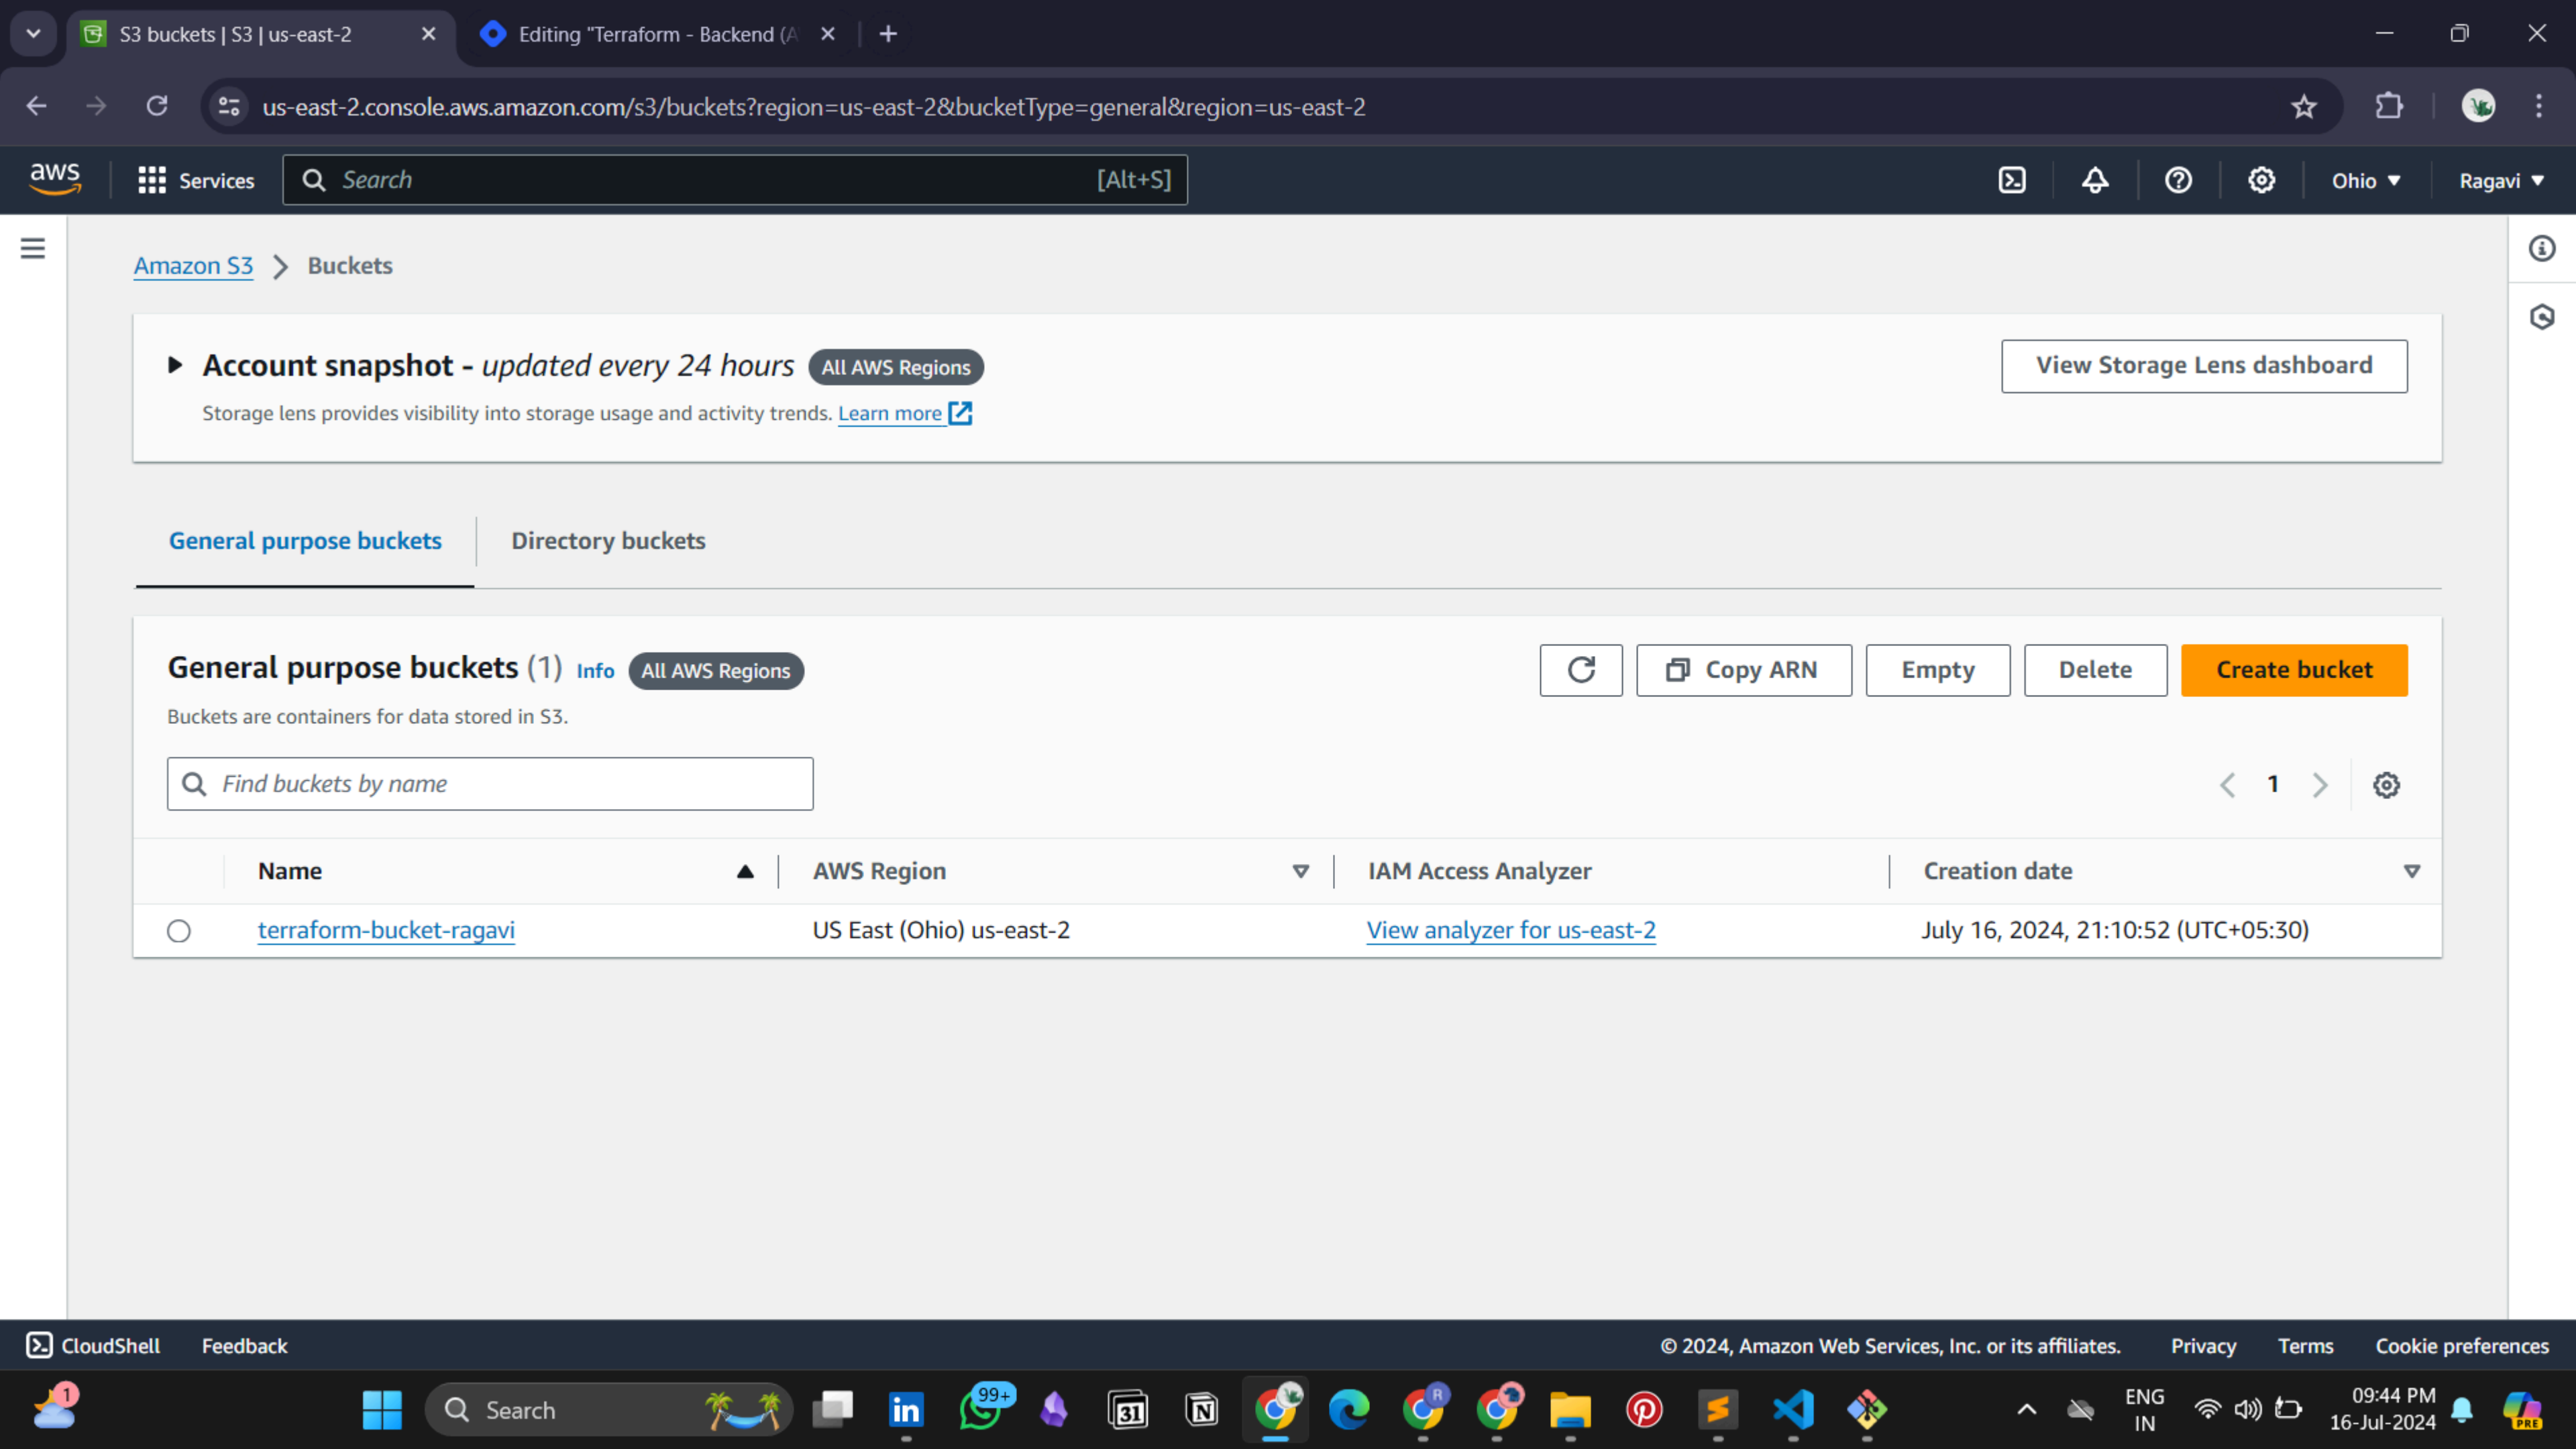 S3 buckets | S3 | us-east-2
Editing "Terraform - Backend (A
us-east-2.console.aws.amazon.com/s3/buckets?region=us-east-2&bucketType=general&region=us-east-2
aws
Services
Search
[Alt+S]
Ohio
Ragavi
Amazon S3
Buckets
Account snapshot - updated every 24 hours
All AWS Regions
View Storage Lens dashboard
Storage lens provides visibility into storage usage and activity trends. Learn more
General purpose buckets
Directory buckets
General purpose buckets (1) Info
All AWS Regions
Copy ARN
Empty
Delete
Create bucket
Buckets are containers for data stored in S3.
Find buckets by name
1
Name
AWS Region
IAM Access Analyzer
Creation date
terraform-bucket-ragavi
US East (Ohio) us-east-2
View analyzer for us-east-2
July 16, 2024, 21:10:52 (UTC+05:30)
CloudShell
Feedback
© 2024, Amazon Web Services, Inc. or its affiliates.
Privacy
Terms
Cookie preferences
1
Search
in
99+
31
N
R
ENG
IN
09:44 PM
16-Jul-2024
PRE